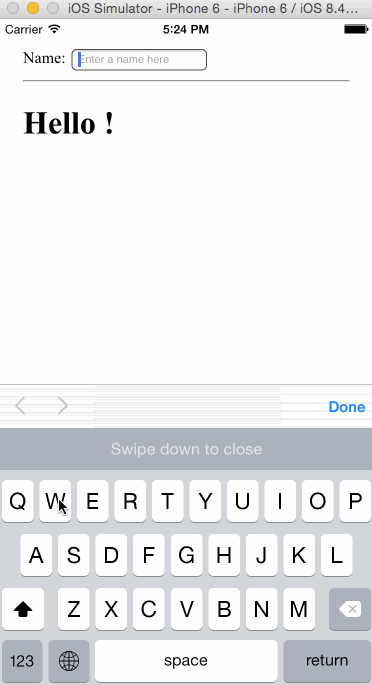 iOS Simulator - iPhone 6 - iPhone 6 / iOS 8.4...
Carrier 5:24 PM
Name: Enter a name here
Hello !
Done
Swipe down to close
Q W E R T Y U I O P
A S D F G H J K L
Z X C V B N M
123 space return